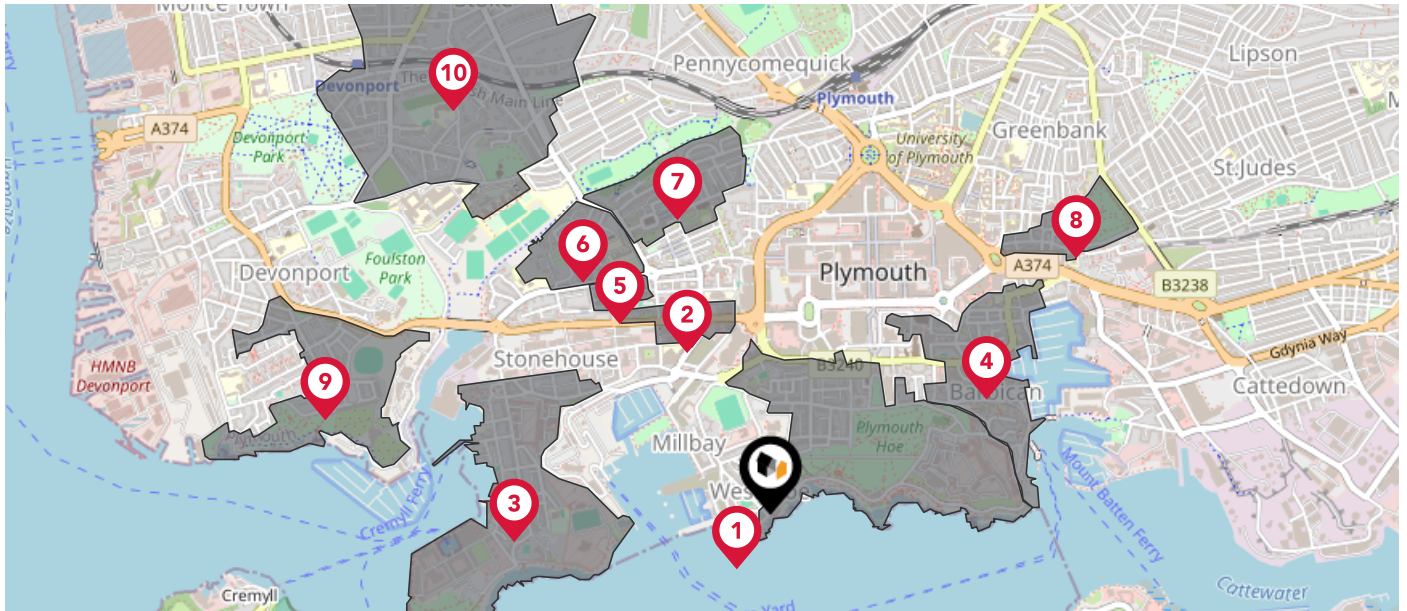 Morice Town
Stoke
Lipson
Pennycomequick
10
Devonport
Plymouth
A374
Greenbank
University
of Plymouth
Devonport
Park
St.Judes
7
8
6
Foulston
Park
Devonport
Plymouth
A374
5
B3238
2
Stonehouse
Gdynia Way
HMNB
Devonport
B3240
4
9
Cattedown
Barbican
Plymouth
Hoe
Millbay
3
1
Cremyll Ferry
Mount Batten Ferry
Cremyll
Cattewater
Yard